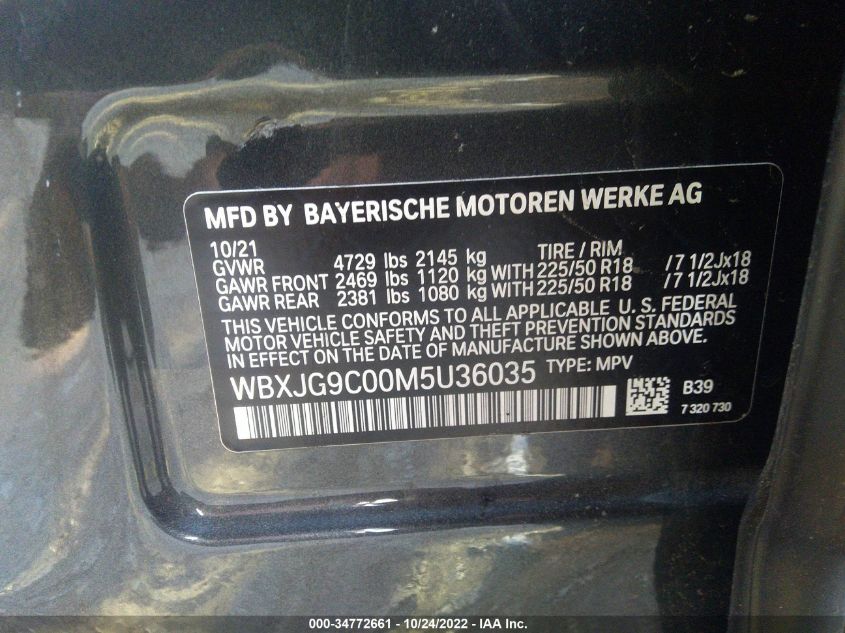 MFD BY BAYERISCHE MOTOREN WERKE AG
10/21 TIRE / RIM
GVWR 4729 lbs 2145 kg
GAWR FRONT 2469 lbs 1120 kg WITH 225/50 R18 /7 1/2Jx18
GAWR REAR 2381 lbs 1080 kg WITH 225/50 R18 /7 1/2Jx18
THIS VEHICLE CONFORMS TO ALL APPLICABLE U. S. FEDERAL
MOTOR VEHICLE SAFETY AND THEFT PREVENTION STANDARDS
IN EFFECT ON THE DATE OF MANUFACTURE SHOWN ABOVE.
WBXJG9C00M5U36035 TYPE: MPV
B39
7 320 730
000-34772661 - 10/24/2022 - IAA Inc.